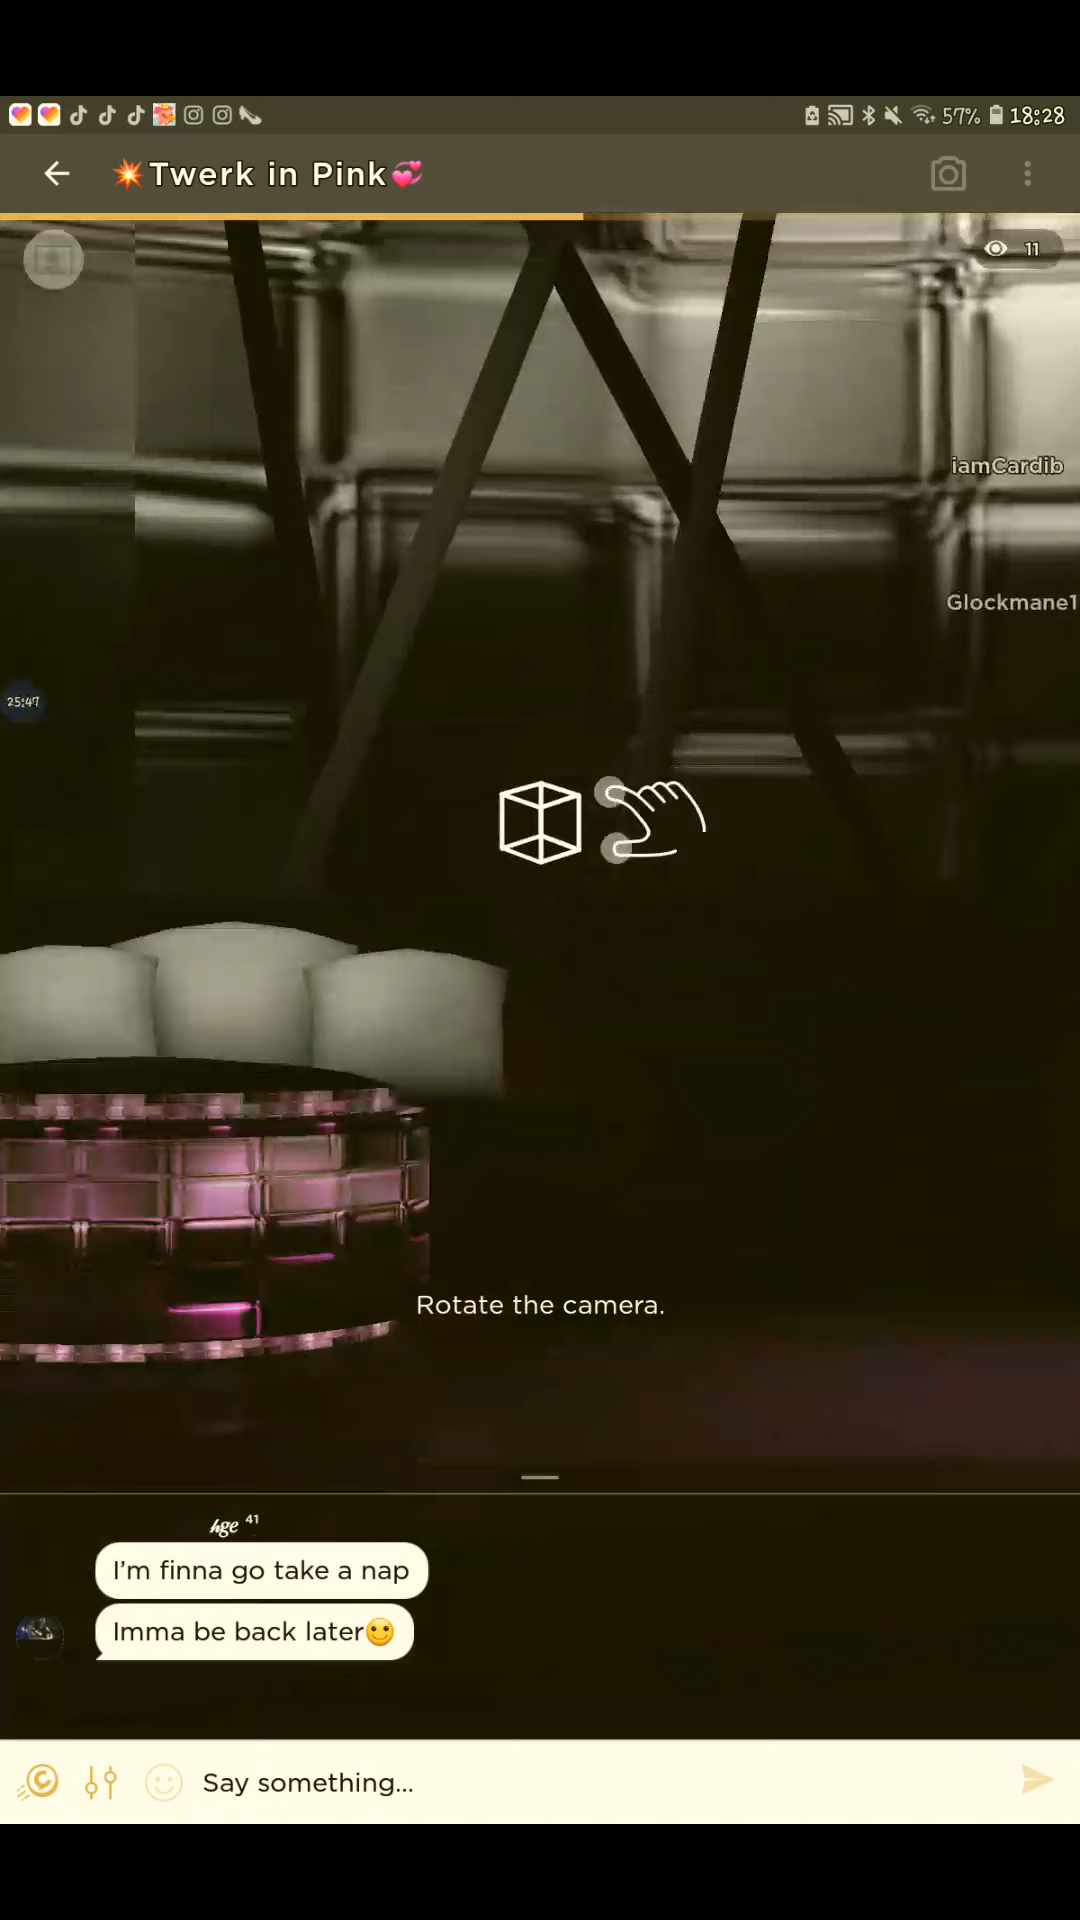 57% 18:28
💥Twerk in Pink💞
11
iamCardib
Glockmane1
25:47
Rotate the camera.
hge 41
I'm finna go take a nap
Imma be back later🙂
Say something...